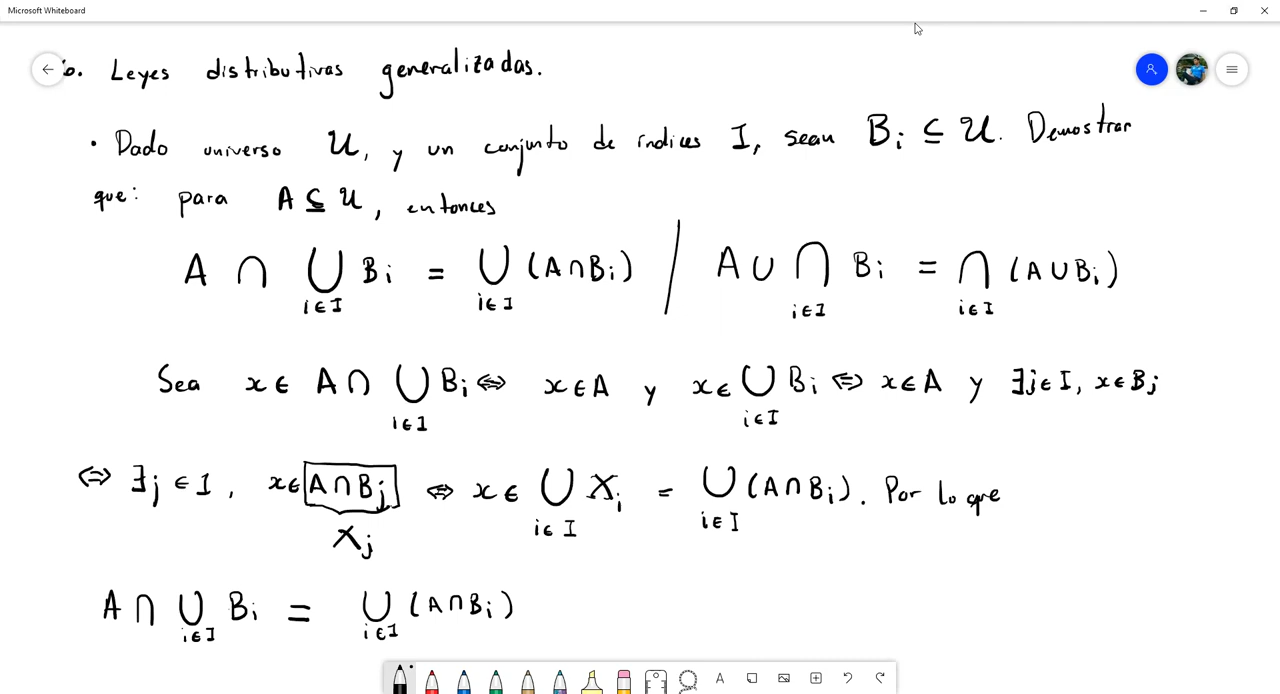 Microsoft Whiteboard
6. Leyes distributivas generalizadas.
• Dado universo U, y un conjunto de índices I, sean Bi ⊆ U. Demostrar
que: para A ⊆ U, entonces
A ∩ ⋃_{i∈I} Bi = ⋃_{i∈I} (A∩Bi) / A ∪ ⋂_{i∈I} Bi = ⋂_{i∈I} (A∪Bi)
Sea x∈ A∩ ⋃_{i∈I} Bi ⇔ x∈A y x∈ ⋃_{i∈I} Bi ⇔ x∈A y ∃j∈I, x∈Bj
⇔ ∃j∈I, x∈ A∩Bj ⇔ x∈ ⋃_{i∈I} Xi = ⋃_{i∈I} (A∩Bi). Por lo que
Xj
A∩ ⋃_{i∈I} Bi = ⋃_{i∈I} (A∩Bi)